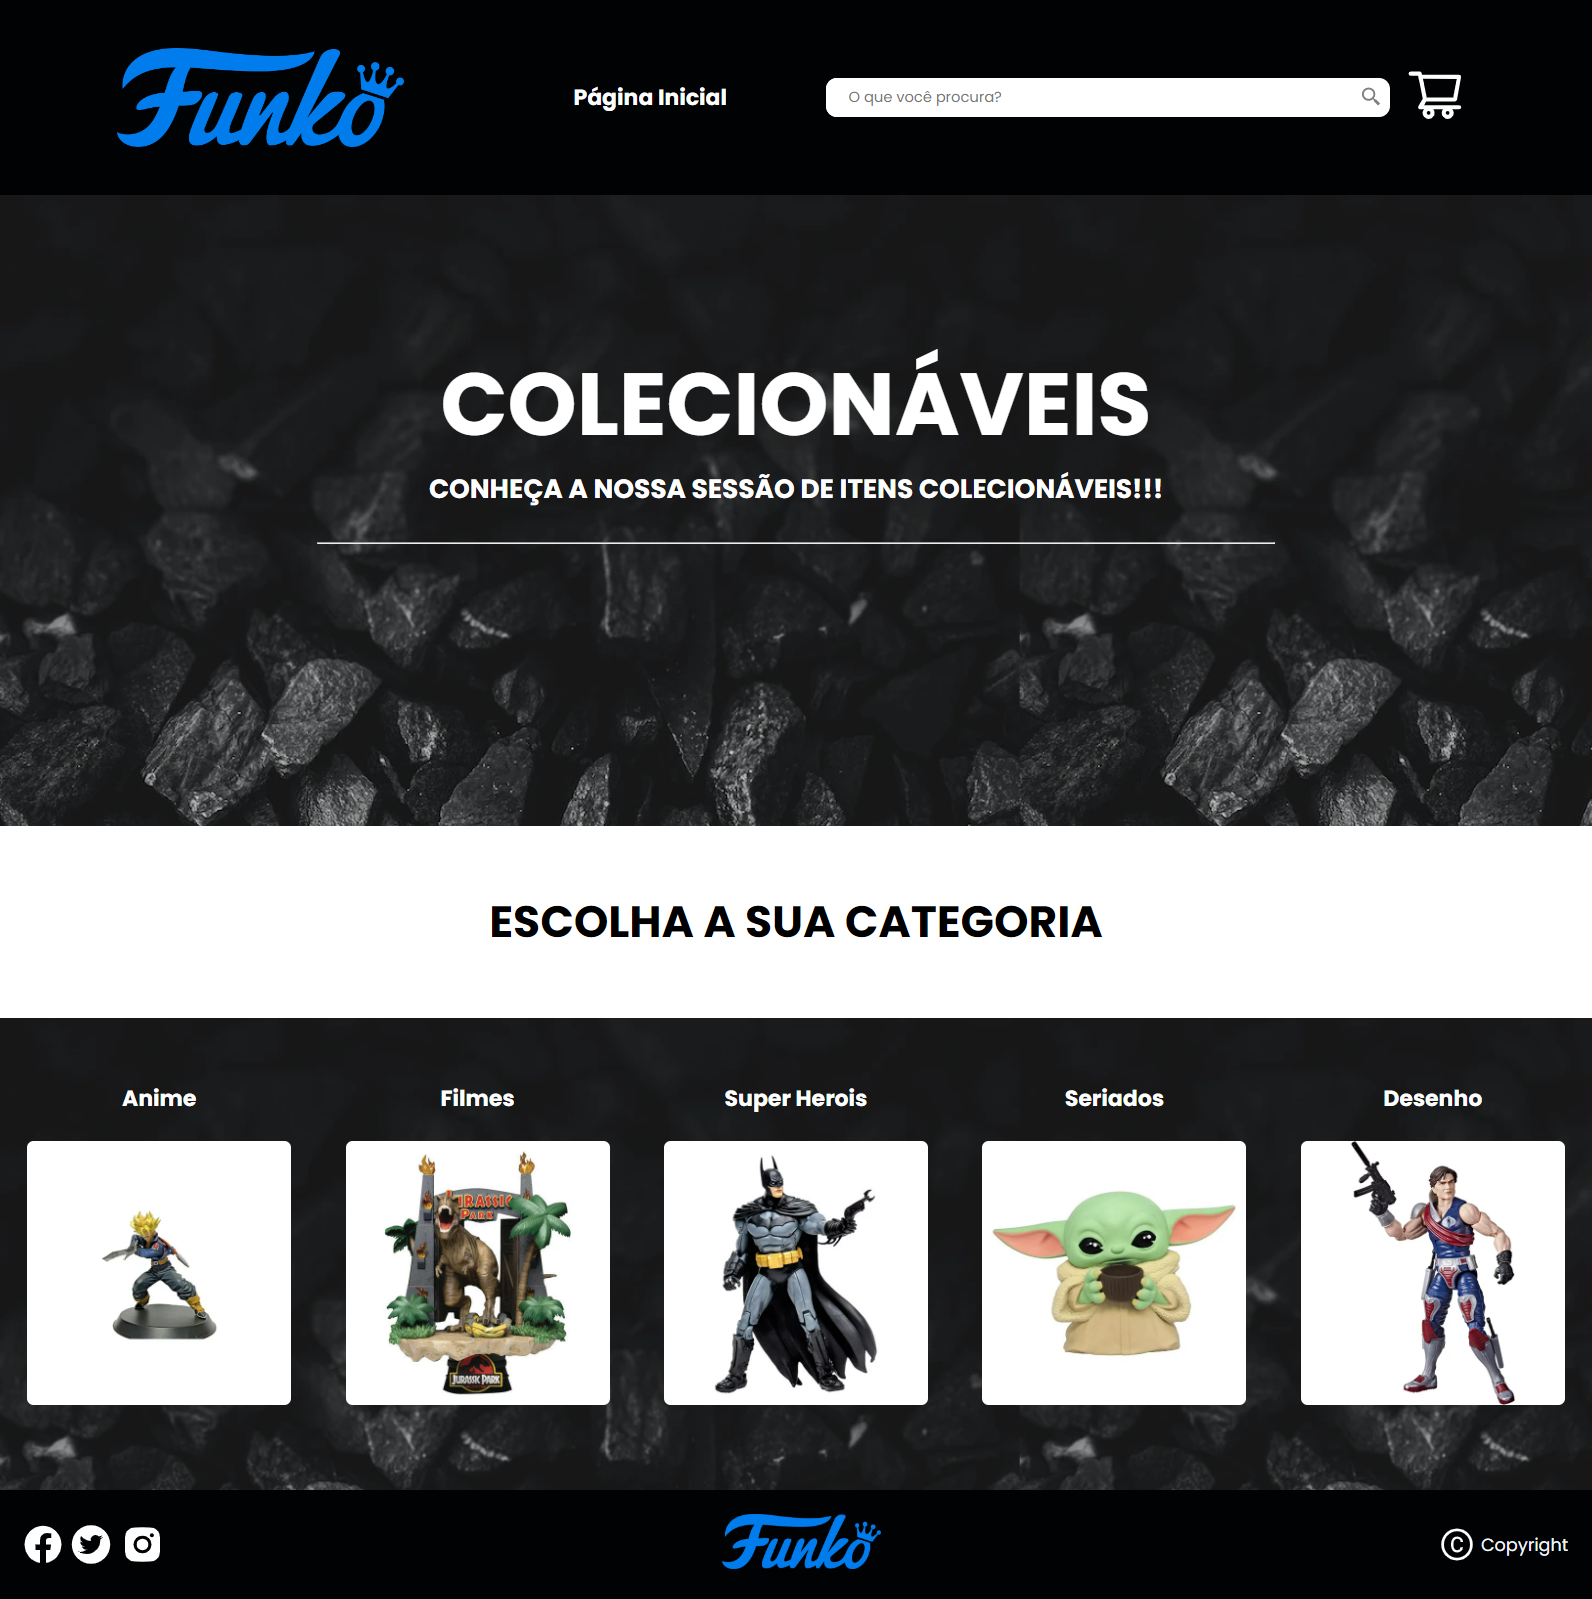 Funko
Página Inicial
O que você procura?
COLECIONÁVEIS
CONHEÇA A NOSSA SESSÃO DE ITENS COLECIONÁVEIS!!!
ESCOLHA A SUA CATEGORIA
Anime
Filmes
Super Herois
Seriados
Desenho
JURASSIC
PARK
JURASSIC PARK
Funko
© Copyright